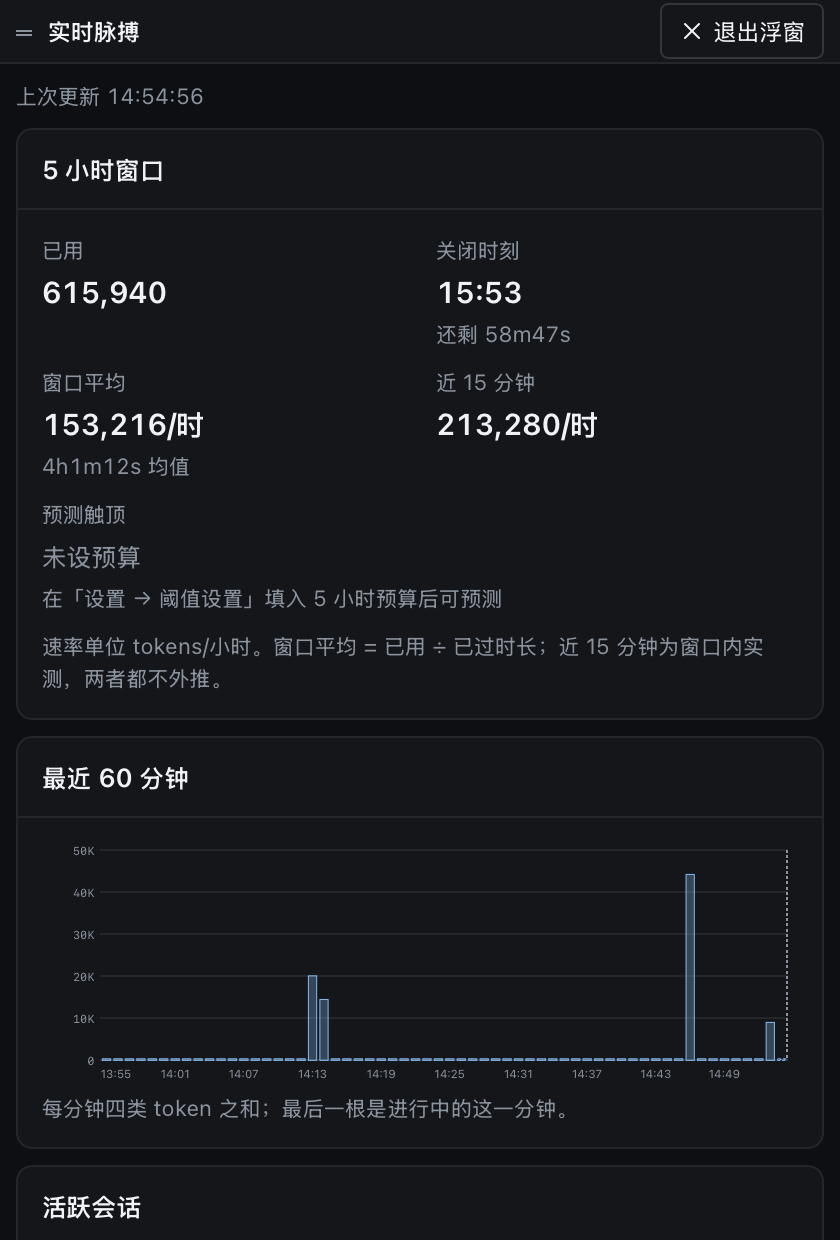 实时脉搏
退出浮窗
上次更新 14:54:56
5 小时窗口
已用
615,940
关闭时刻
15:53
还剩 58m47s
窗口平均
153,216/时
4h1m12s 均值
近 15 分钟
213,280/时
预测触顶
未设预算
在「设置 → 阈值设置」填入 5 小时预算后可预测
速率单位 tokens/小时。窗口平均 = 已用 ÷ 已过时长；近 15 分钟为窗口内实
测，两者都不外推。
最近 60 分钟
50K
40K
30K
20K
10K
0
13:55 14:01 14:07 14:13 14:19 14:25 14:31 14:37 14:43 14:49
每分钟四类 token 之和；最后一根是进行中的这一分钟。
活跃会话